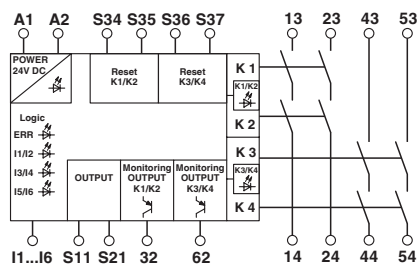 A1 A2 S34 S35 S36 S37 13 23 43 53
POWER
24V DC
Reset
K1/K2
Reset
K3/K4
K 1
K1/K2
K 2
Logic
ERR
I1/I2
I3/I4
I5/I6
K 3
K3/K4
K 4
OUTPUT
Monitoring
OUTPUT
K1/K2
Monitoring
OUTPUT
K3/K4
I1...I6 S11 S21 32 62 14 24 44 54